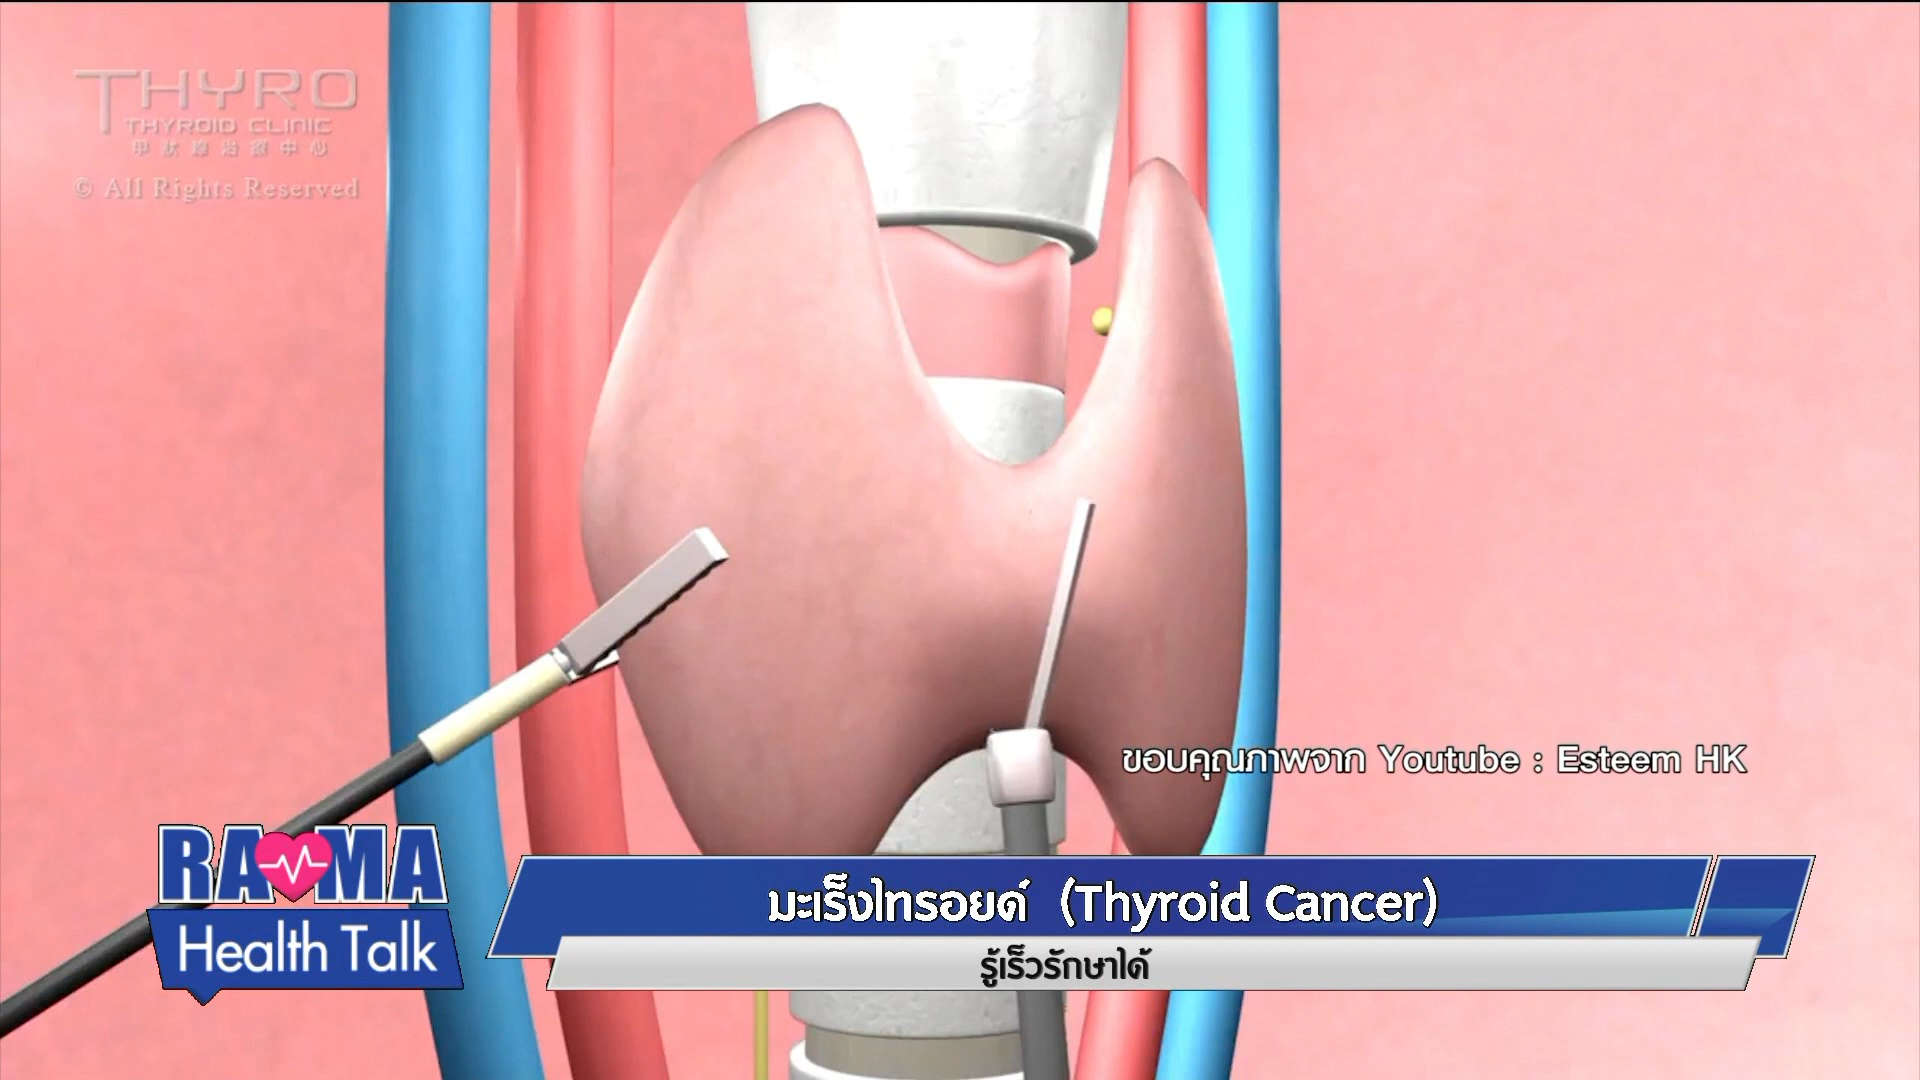 THYRO
THYROID CLINIC
甲狀腺治療中心
© All Rights Reserved
ขอบคุณภาพจาก Youtube : Esteem HK
RAMA
Health Talk
มะเร็งไทรอยด์ (Thyroid Cancer)
รู้เร็วรักษาได้